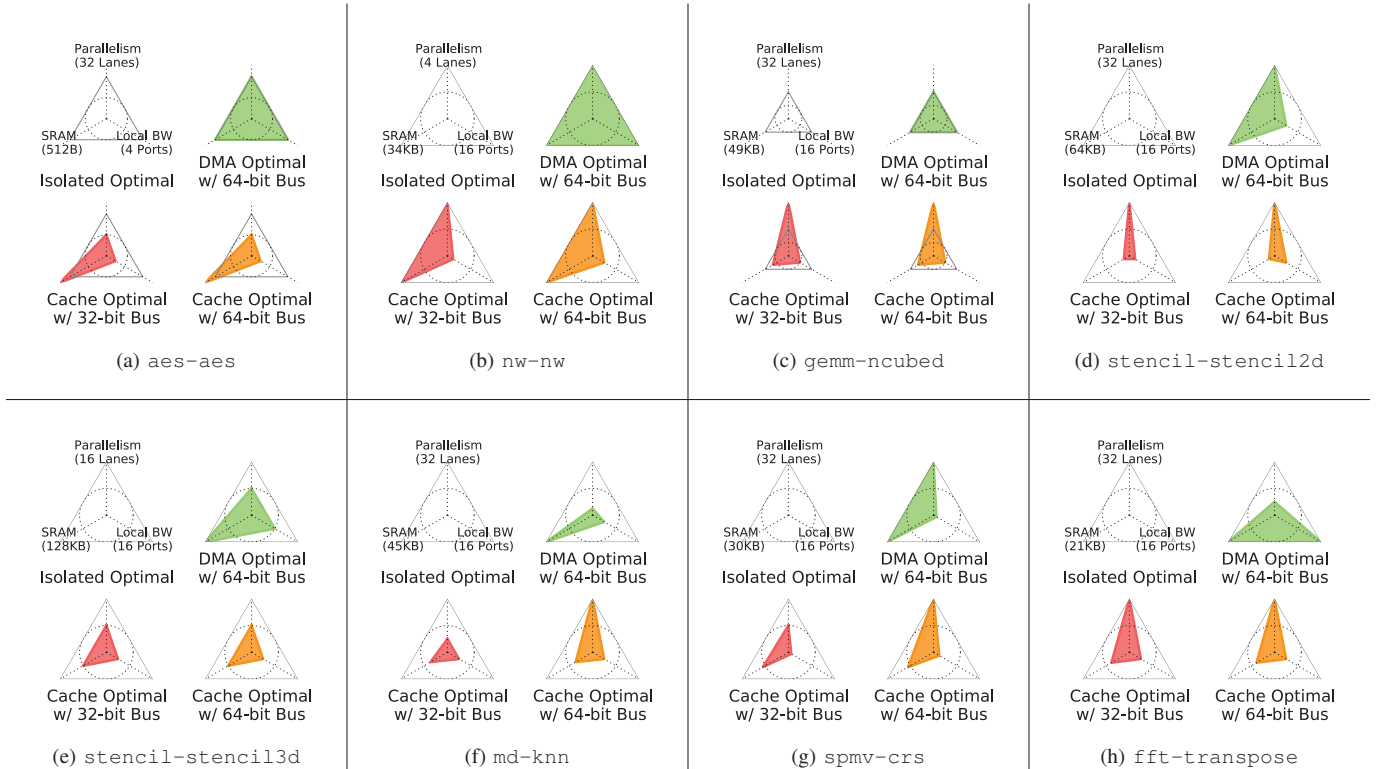 Parallelism
(32 Lanes)
SRAM
(512B)
Local BW
(4 Ports)
Isolated Optimal
DMA Optimal
w/ 64-bit Bus
Cache Optimal
w/ 32-bit Bus
Cache Optimal
w/ 64-bit Bus
(a) aes-aes
Parallelism
(4 Lanes)
SRAM
(34KB)
Local BW
(16 Ports)
Isolated Optimal
DMA Optimal
w/ 64-bit Bus
Cache Optimal
w/ 32-bit Bus
Cache Optimal
w/ 64-bit Bus
(b) nw-nw
Parallelism
(32 Lanes)
SRAM
(49KB)
Local BW
(16 Ports)
Isolated Optimal
DMA Optimal
w/ 64-bit Bus
Cache Optimal
w/ 32-bit Bus
Cache Optimal
w/ 64-bit Bus
(c) gemm-ncubed
Parallelism
(32 Lanes)
SRAM
(64KB)
Local BW
(16 Ports)
Isolated Optimal
DMA Optimal
w/ 64-bit Bus
Cache Optimal
w/ 32-bit Bus
Cache Optimal
w/ 64-bit Bus
(d) stencil-stencil2d
Parallelism
(16 Lanes)
SRAM
(128KB)
Local BW
(16 Ports)
Isolated Optimal
DMA Optimal
w/ 64-bit Bus
Cache Optimal
w/ 32-bit Bus
Cache Optimal
w/ 64-bit Bus
(e) stencil-stencil3d
Parallelism
(32 Lanes)
SRAM
(45KB)
Local BW
(16 Ports)
Isolated Optimal
DMA Optimal
w/ 64-bit Bus
Cache Optimal
w/ 32-bit Bus
Cache Optimal
w/ 64-bit Bus
(f) md-knn
Parallelism
(32 Lanes)
SRAM
(30KB)
Local BW
(16 Ports)
Isolated Optimal
DMA Optimal
w/ 64-bit Bus
Cache Optimal
w/ 32-bit Bus
Cache Optimal
w/ 64-bit Bus
(g) spmv-crs
Parallelism
(32 Lanes)
SRAM
(21KB)
Local BW
(16 Ports)
Isolated Optimal
DMA Optimal
w/ 64-bit Bus
Cache Optimal
w/ 32-bit Bus
Cache Optimal
w/ 64-bit Bus
(h) fft-transpose